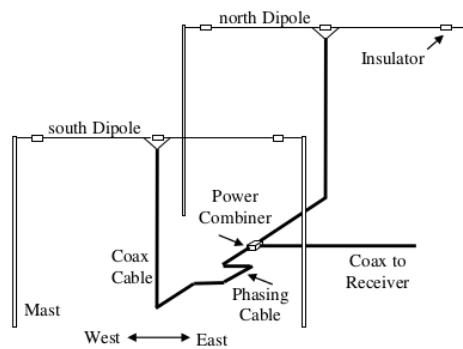 north Dipole
Insulator
south Dipole
Power
Combiner
Coax
Cable
Coax to
Receiver
Phasing
Cable
Mast
West
East